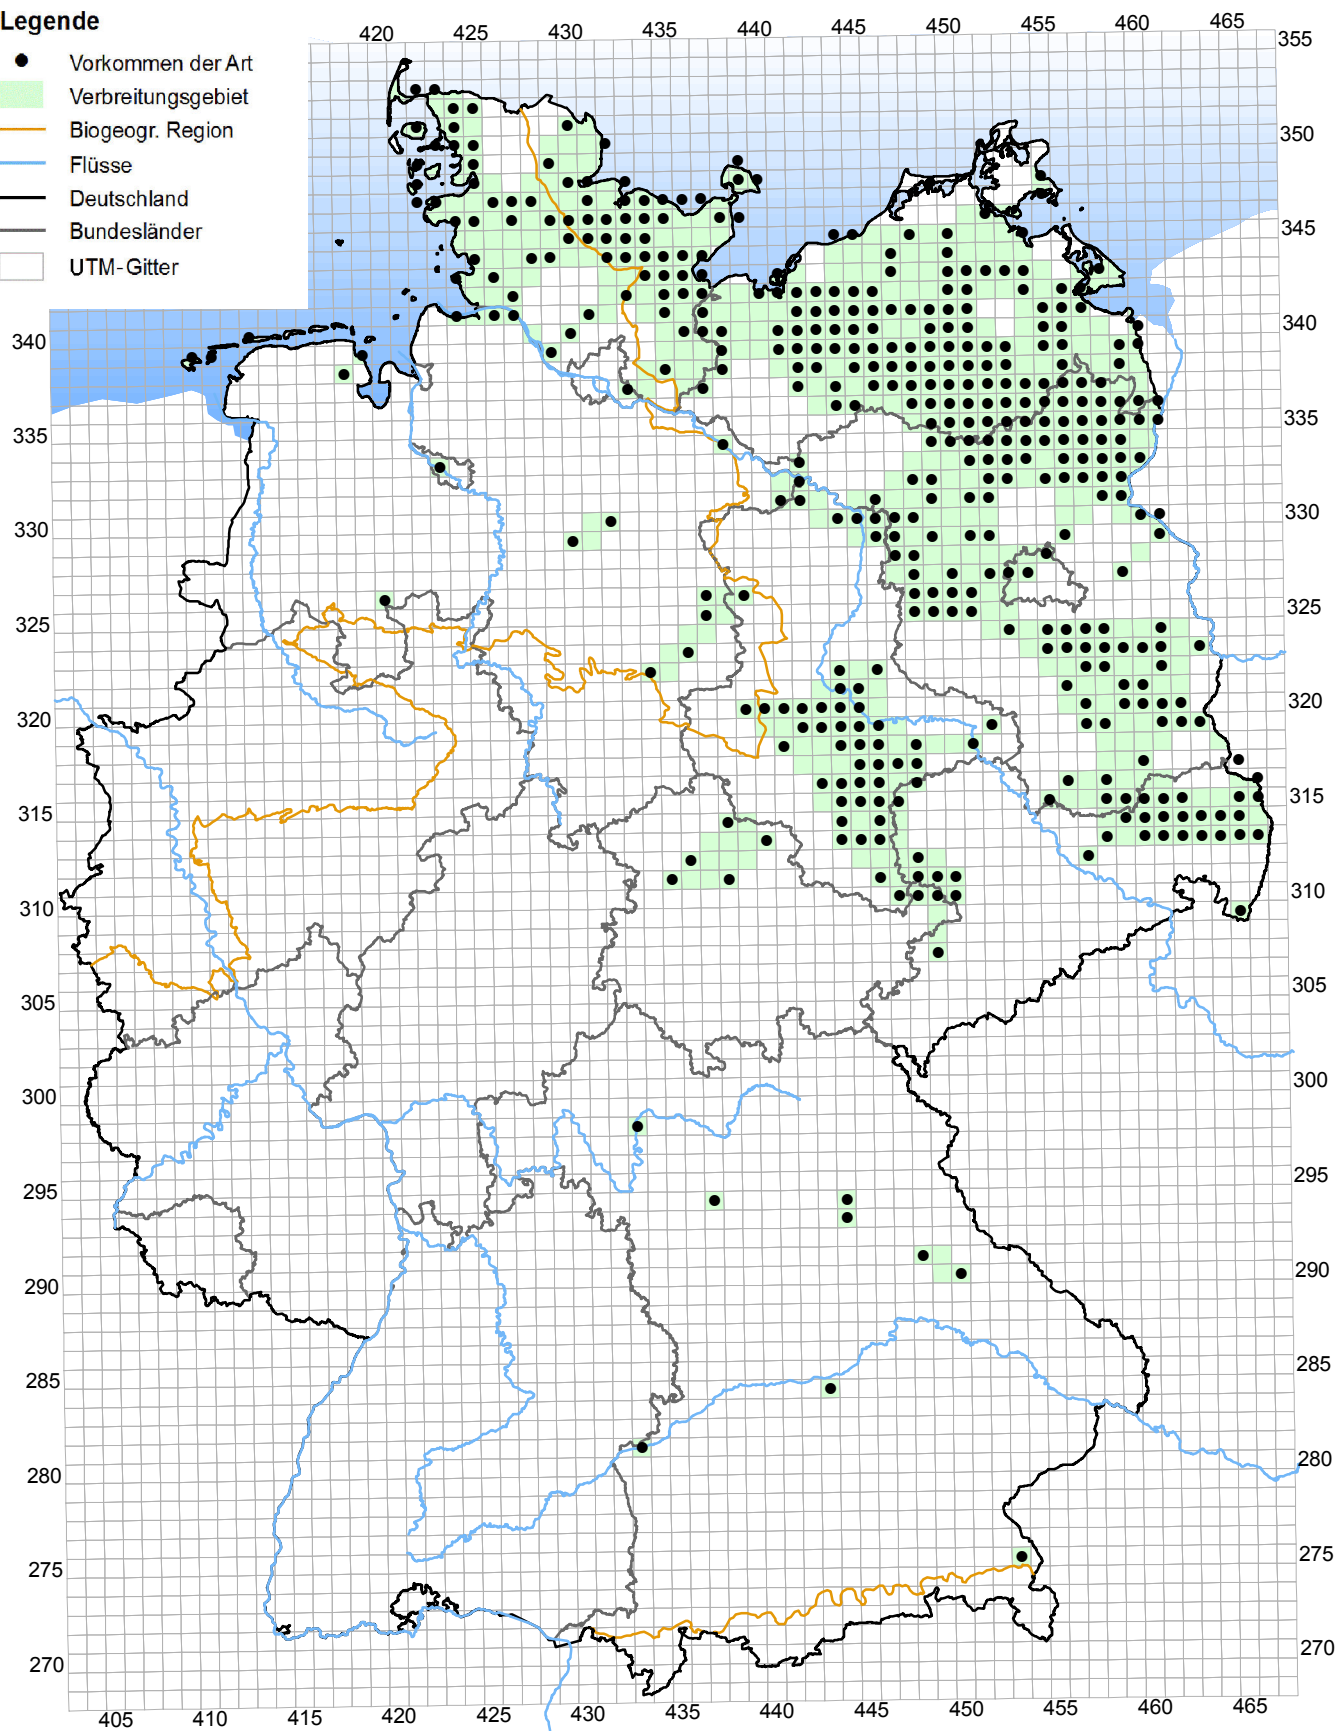 Legende
Vorkommen der Art
Verbreitungsgebiet
Biogeogr. Region
Flüsse
Deutschland
Bundesländer
UTM-Gitter
420 425 430 435 440 445 450 455 460 465
355
350
345
340 340
335 335
330 330
325 325
320 320
315 315
310 310
305 305
300 300
295 295
290 290
285 285
280 280
275 275
270 270
405 410 415 420 425 430 435 440 445 450 455 460 465